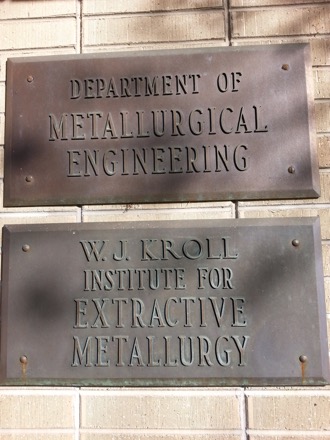 DEPARTMENT OF
METALLURGICAL
ENGINEERING
W. J. KROLL
INSTITUTE FOR
EXTRACTIVE
METALLURGY